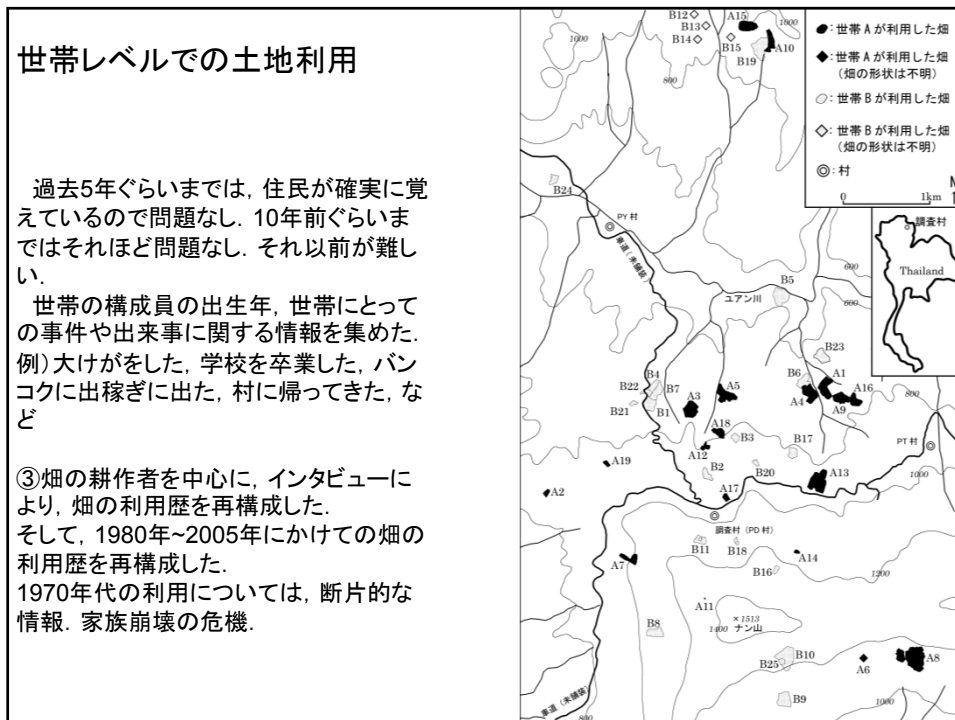 世帯レベルでの土地利用
過去5年ぐらいまでは，住民が確実に覚
えているので問題なし．10年前ぐらいま
ではそれほど問題なし．それ以前が難し
い．
世帯の構成員の出生年，世帯にとって
の事件や出来事に関する情報を集めた．
例）大けがをした，学校を卒業した，バン
コクに出稼ぎに出た，村に帰ってきた，な
ど
③畑の耕作者を中心に，インタビューに
より，畑の利用歴を再構成した．
そして，1980年~2005年にかけての畑の
利用歴を再構成した．
1970年代の利用については，断片的な
情報．家族崩壊の危機．
：世帯 A が利用した畑
：世帯 A が利用した畑
（畑の形状は不明）
：世帯 B が利用した畑
：世帯 B が利用した畑
（畑の形状は不明）
：村
0 1km
N
調査村
Thailand
B12
B13
B14
A15
B15
A10
B19
1000
1000
800
B24
PY 村
車道（未舗装）
B5
ユアン川
600
600
B23
B4
B22
B7
B21
B1
A3
A5
B6
A1
A4
A16
A9
800
A18
A12
B3
B17
PT 村
A19
B2
B20
A13
1000
A2
A17
調査村（PD 村）
B11
B18
A14
A7
B16
1200
A11
×1513
1400
ナン山
B8
B10
B25
A6
A8
B9
車道（未舗装）
800
1000